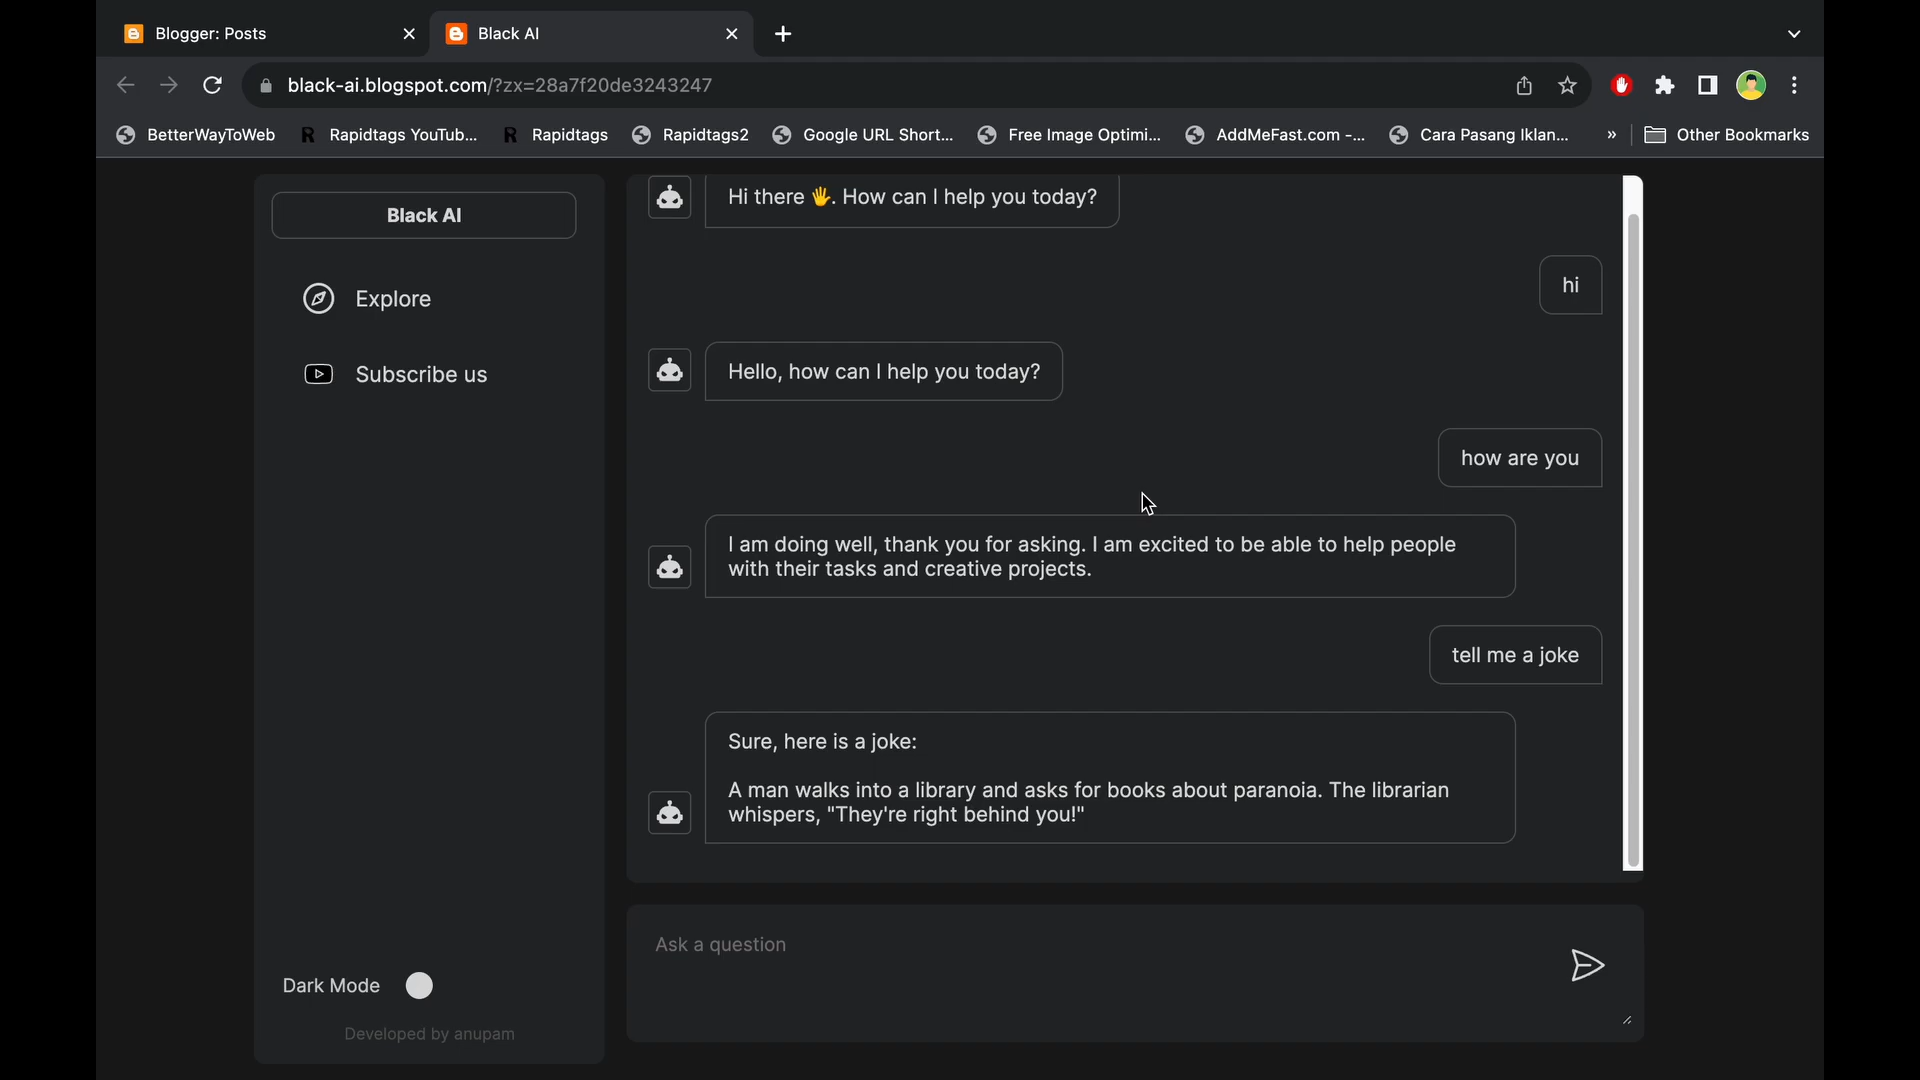 Blogger: Posts
Black AI
black-ai.blogspot.com/?zx=28a7f20de3243247
BetterWayToWeb
Rapidtags YouTub...
Rapidtags
Rapidtags2
Google URL Short...
Free Image Optimi...
AddMeFast.com -...
Cara Pasang Iklan...
»
Other Bookmarks
Black AI
Explore
Subscribe us
Dark Mode
Developed by anupam
Hi there 🖐. How can I help you today?
hi
Hello, how can I help you today?
how are you
I am doing well, thank you for asking. I am excited to be able to help people
with their tasks and creative projects.
tell me a joke
Sure, here is a joke:
A man walks into a library and asks for books about paranoia. The librarian
whispers, "They're right behind you!"
Ask a question